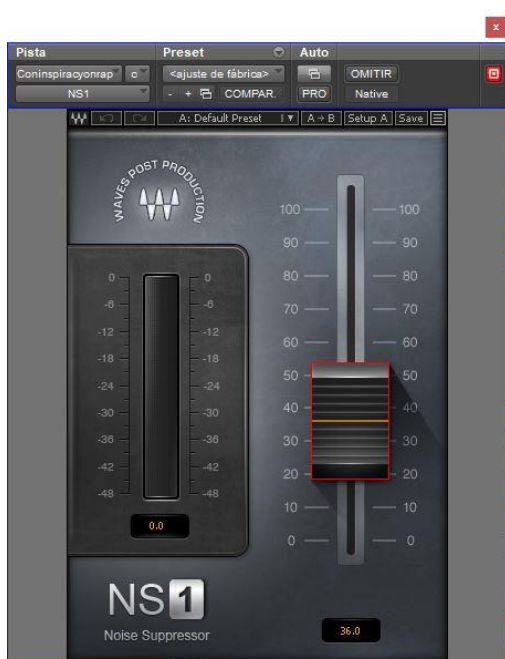 x
Pista Preset Auto
Coninspiracyonrap c <ajuste de fábrica> OMITIR
NS1 - + COMPAR. PRO Native
A: Default Preset A→B Setup A Save
WAVES POST PRODUCTION
100 100
90 90
80 80
70 70
60 60
50 50
40 40
30 30
20 20
10 10
0 0
0 0
-6 -6
-12 -12
-18 -18
-24 -24
-30 -30
-36 -36
-42 -42
-48 -48
0.0
NS1
Noise Suppressor
36.0